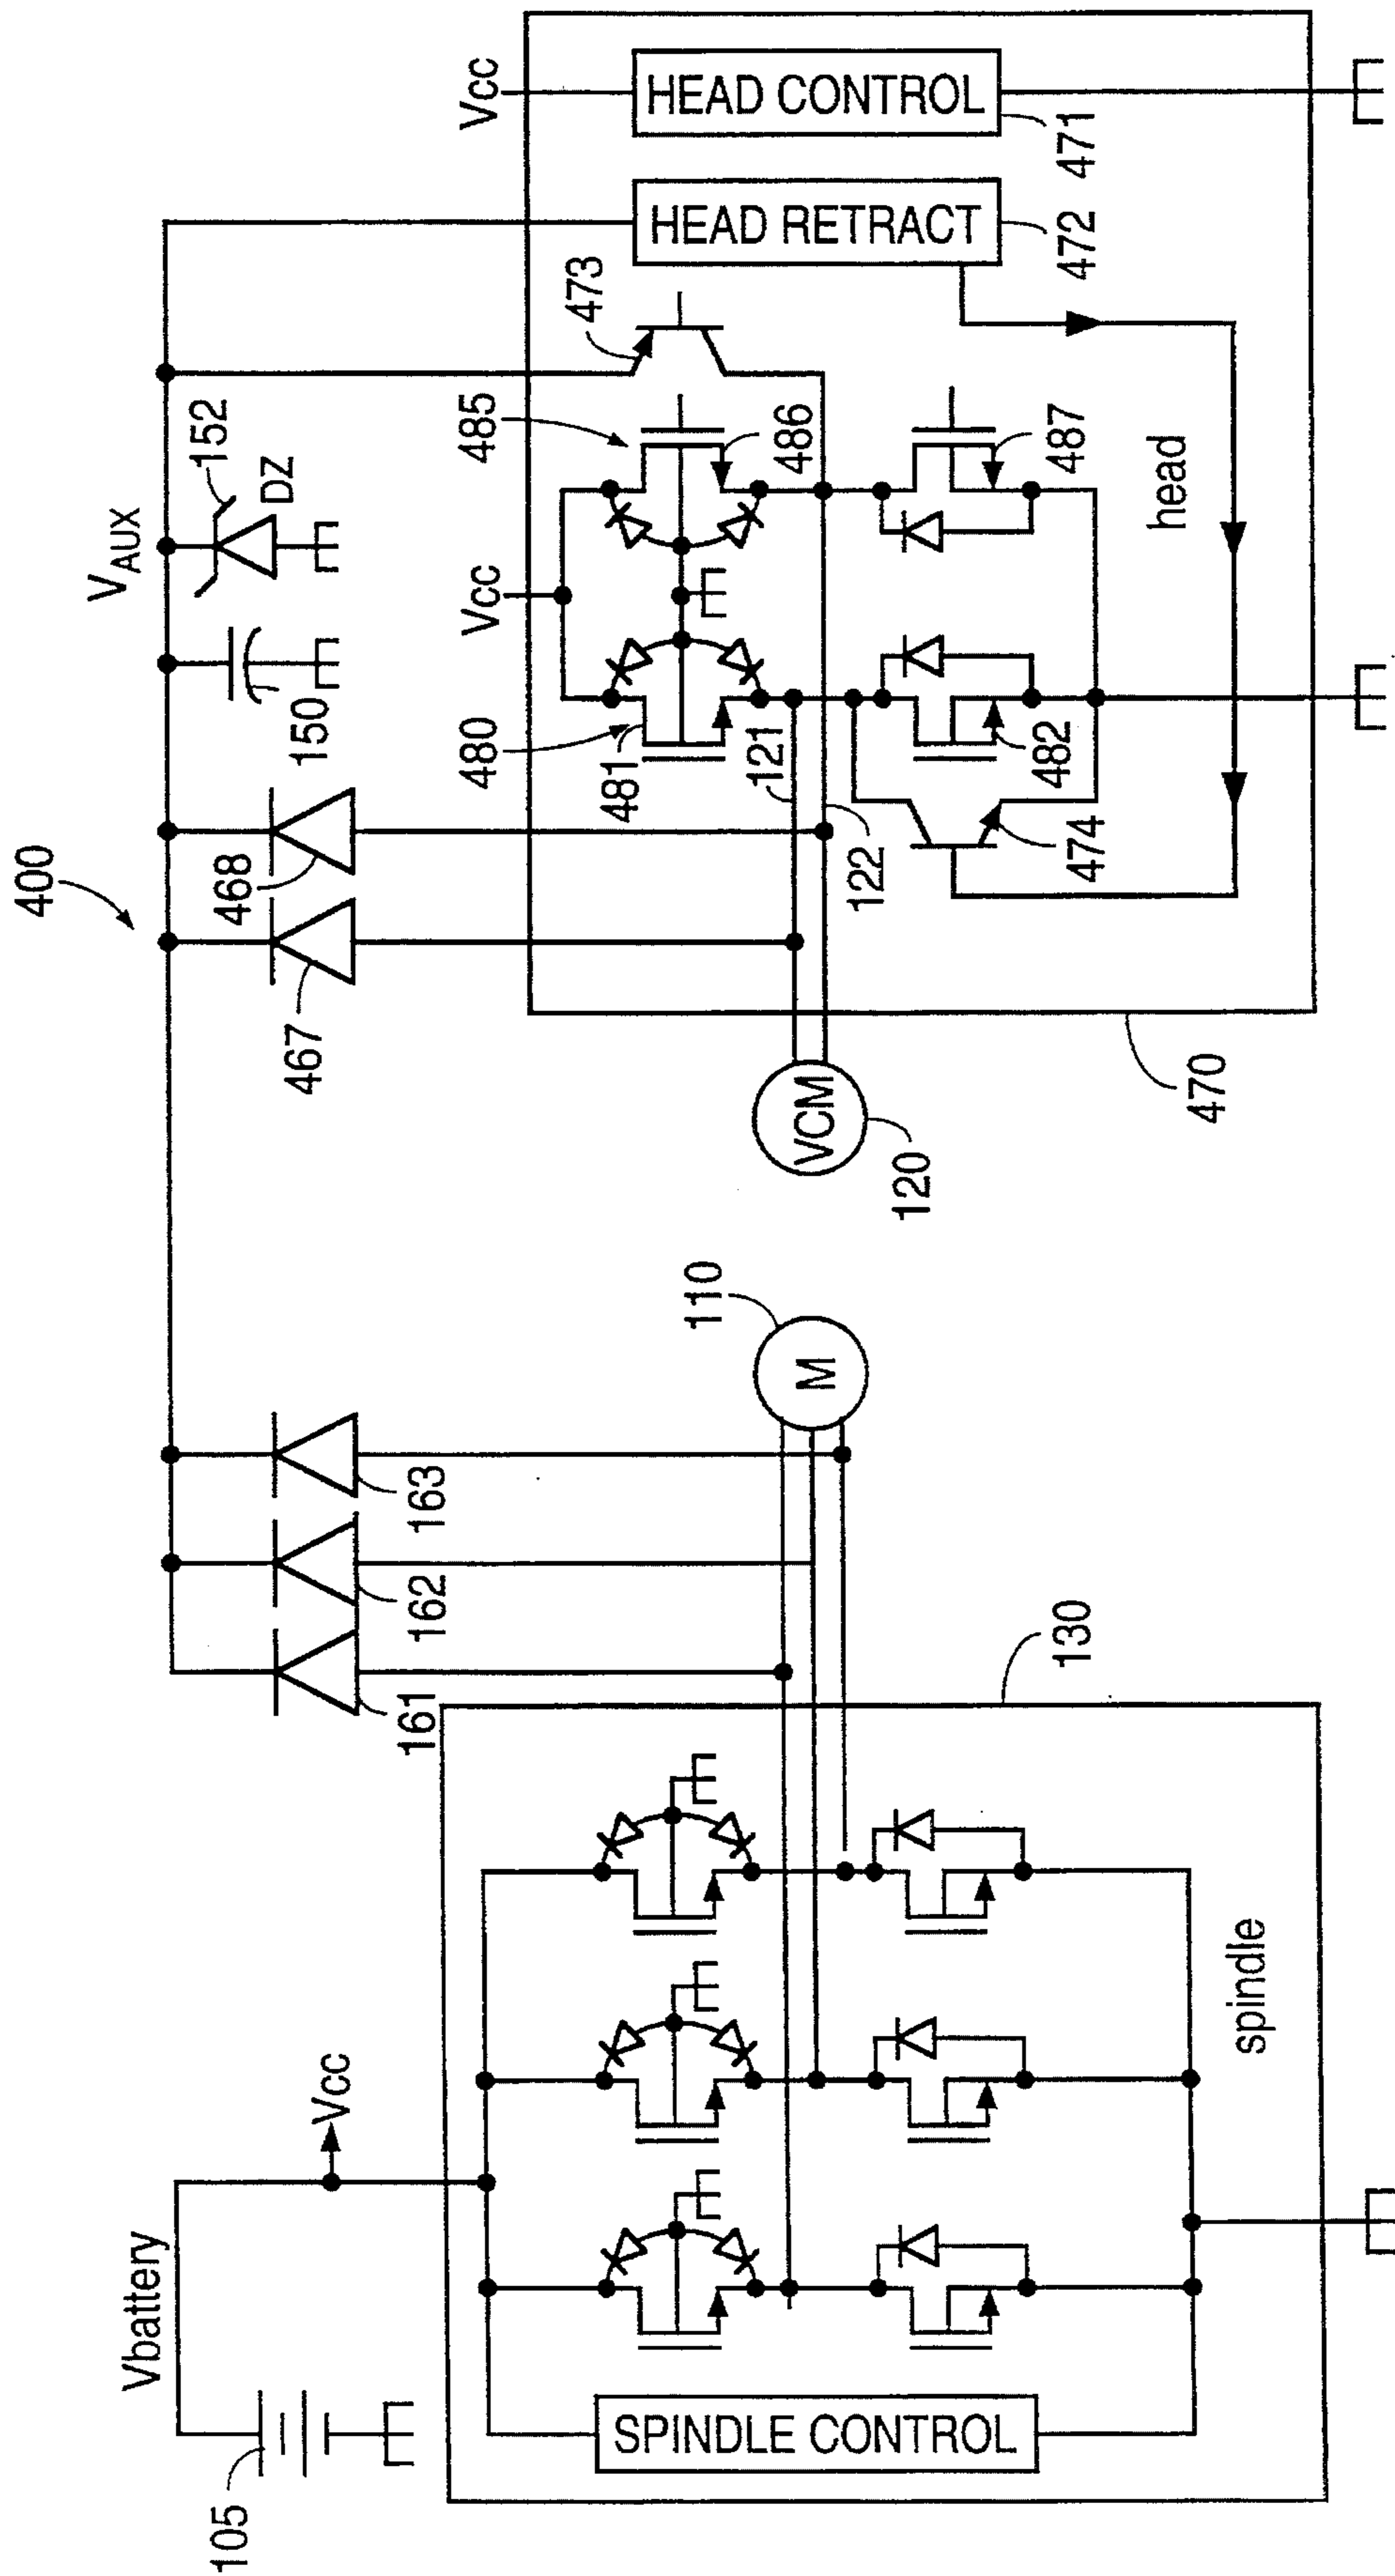 400
105
Vbattery
Vcc
SPINDLE CONTROL
spindle
130
161
162
163
110
M
VCM
120
467
468
150
VAUX
152
DZ
Vcc
480
481
121
122
474
482
485
486
473
487
head
Vcc
HEAD CONTROL
471
HEAD RETRACT
472
470